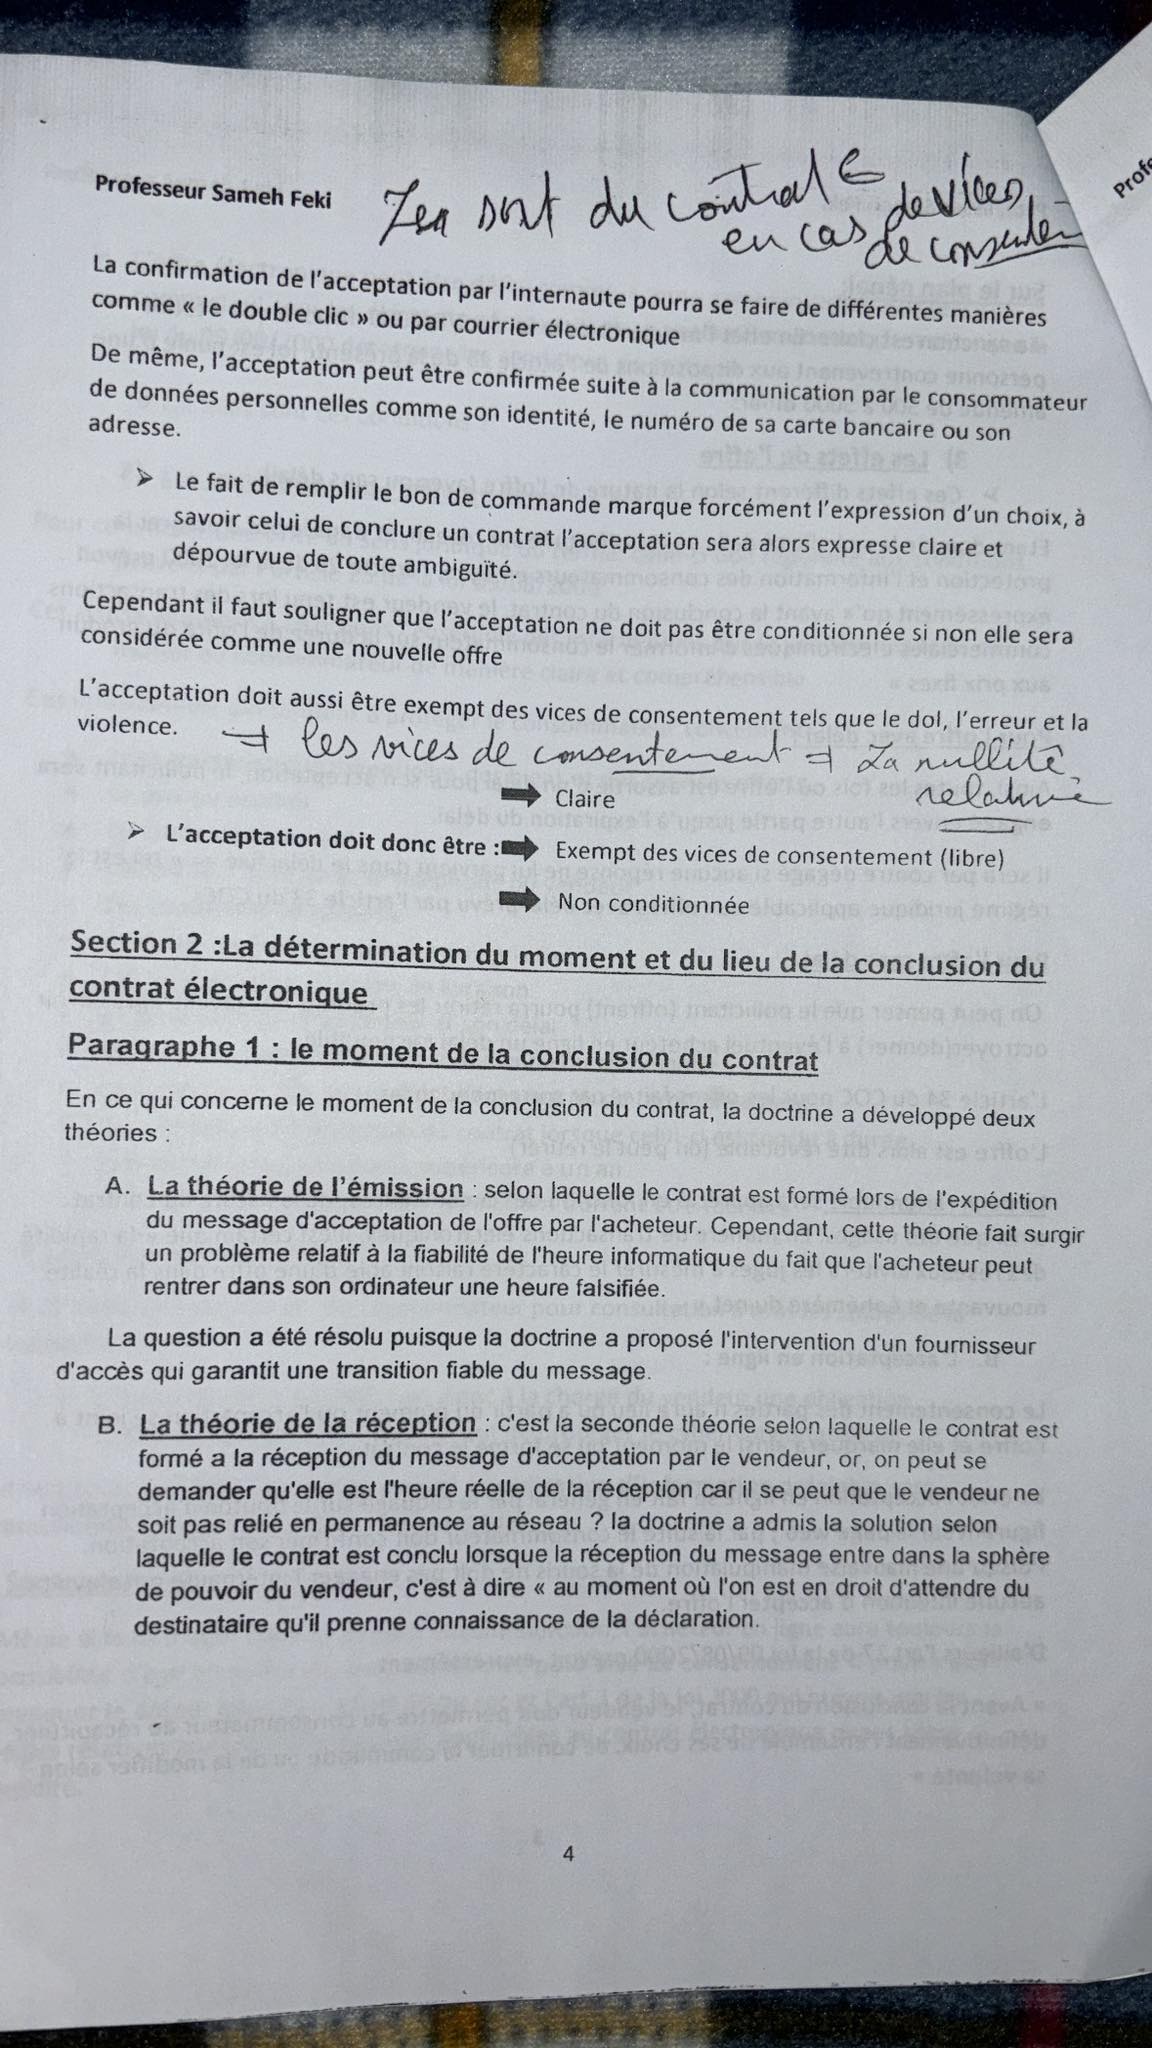 Professeur Sameh Feki
sont du contrat
en cas de vices
de consente
Profe
La confirmation de l'acceptation par l'internaute pourra se faire de différentes manières
comme « le double clic » ou par courrier électronique
De même, l'acceptation peut être confirmée suite à la communication par le consommateur
de données personnelles comme son identité, le numéro de sa carte bancaire ou son
adresse.
➢ Le fait de remplir le bon de commande marque forcément l'expression d'un choix, à
savoir celui de conclure un contrat l'acceptation sera alors expresse claire et
dépourvue de toute ambiguïté.
Cependant il faut souligner que l'acceptation ne doit pas être conditionnée si non elle sera
considérée comme une nouvelle offre
L'acceptation doit aussi être exempt des vices de consentement tels que le dol, l'erreur et la
violence. → les vices de consentement → La nullité
relative
➡ Claire
➢ L'acceptation doit donc être : ➡ Exempt des vices de consentement (libre)
➡ Non conditionnée
Section 2 :La détermination du moment et du lieu de la conclusion du
contrat électronique
Paragraphe 1 : le moment de la conclusion du contrat
En ce qui concerne le moment de la conclusion du contrat, la doctrine a développé deux
théories :
A. La théorie de l'émission : selon laquelle le contrat est formé lors de l'expédition
du message d'acceptation de l'offre par l'acheteur. Cependant, cette théorie fait surgir
un problème relatif à la fiabilité de l'heure informatique du fait que l'acheteur peut
rentrer dans son ordinateur une heure falsifiée.
La question a été résolu puisque la doctrine a proposé l'intervention d'un fournisseur
d'accès qui garantit une transition fiable du message.
B. La théorie de la réception : c'est la seconde théorie selon laquelle le contrat est
formé a la réception du message d'acceptation par le vendeur, or, on peut se
demander qu'elle est l'heure réelle de la réception car il se peut que le vendeur ne
soit pas relié en permanence au réseau ? la doctrine a admis la solution selon
laquelle le contrat est conclu lorsque la réception du message entre dans la sphère
de pouvoir du vendeur, c'est à dire « au moment où l'on est en droit d'attendre du
destinataire qu'il prenne connaissance de la déclaration.
4